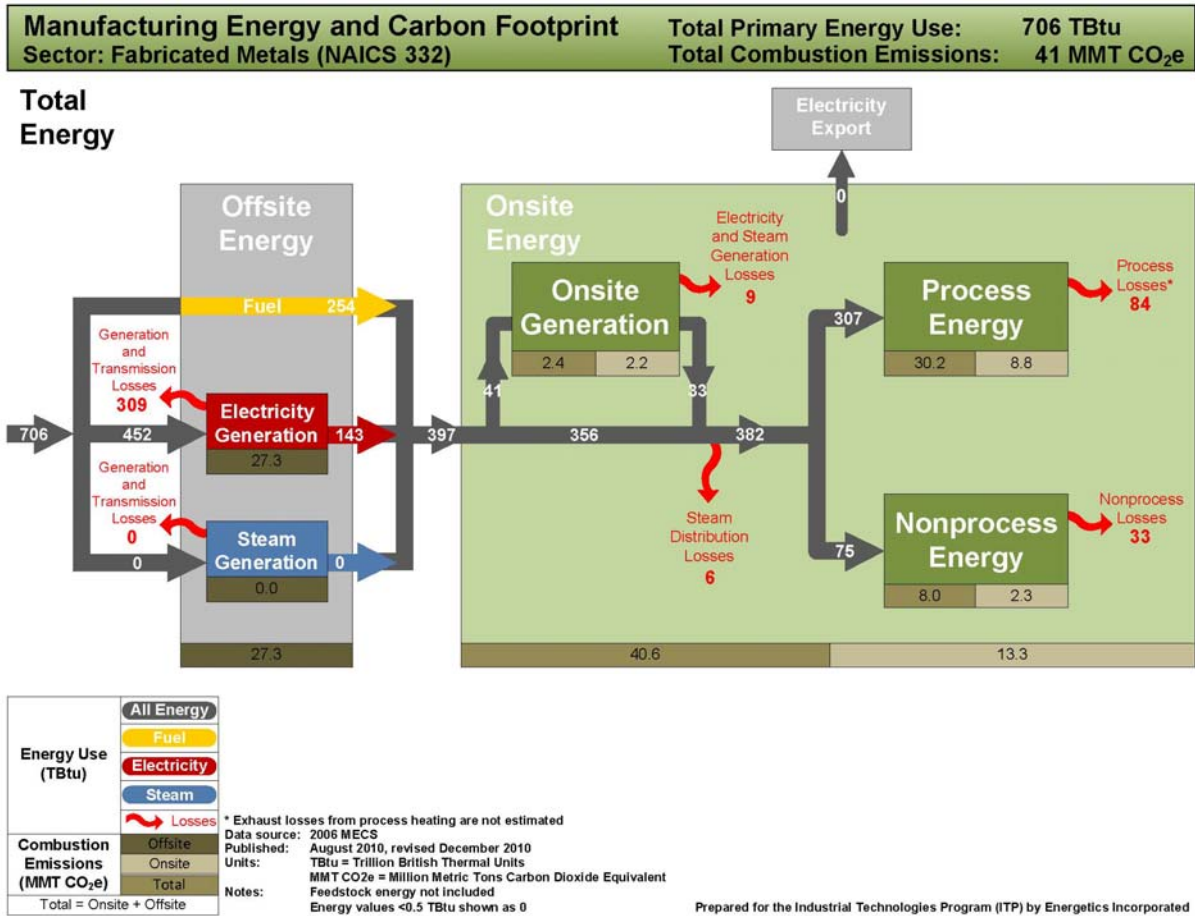 Manufacturing Energy and Carbon Footprint
Sector: Fabricated Metals (NAICS 332)
Total Primary Energy Use: 706 TBtu
Total Combustion Emissions: 41 MMT CO₂e
Total
Energy
Electricity
Export
0
Offsite
Energy
Onsite
Energy
Fuel 254
Generation
and
Transmission
Losses
309
706
452
Electricity
Generation
143
27.3
Generation
and
Transmission
Losses
0
0
Steam
Generation
0
0.0
27.3
397
41
Onsite
Generation
2.4 2.2
Electricity
and Steam
Generation
Losses
9
33
356
382
Steam
Distribution
Losses
6
307
Process
Energy
30.2 8.8
Process
Losses*
84
75
Nonprocess
Energy
8.0 2.3
Nonprocess
Losses
33
40.6 13.3
Energy Use
(TBtu)
All Energy
Fuel
Electricity
Steam
Losses
Combustion
Emissions
(MMT CO₂e)
Offsite
Onsite
Total
Total = Onsite + Offsite
* Exhaust losses from process heating are not estimated
Data source: 2006 MECS
Published: August 2010, revised December 2010
Units: TBtu = Trillion British Thermal Units
MMT CO2e = Million Metric Tons Carbon Dioxide Equivalent
Notes: Feedstock energy not included
Energy values <0.5 TBtu shown as 0
Prepared for the Industrial Technologies Program (ITP) by Energetics Incorporated